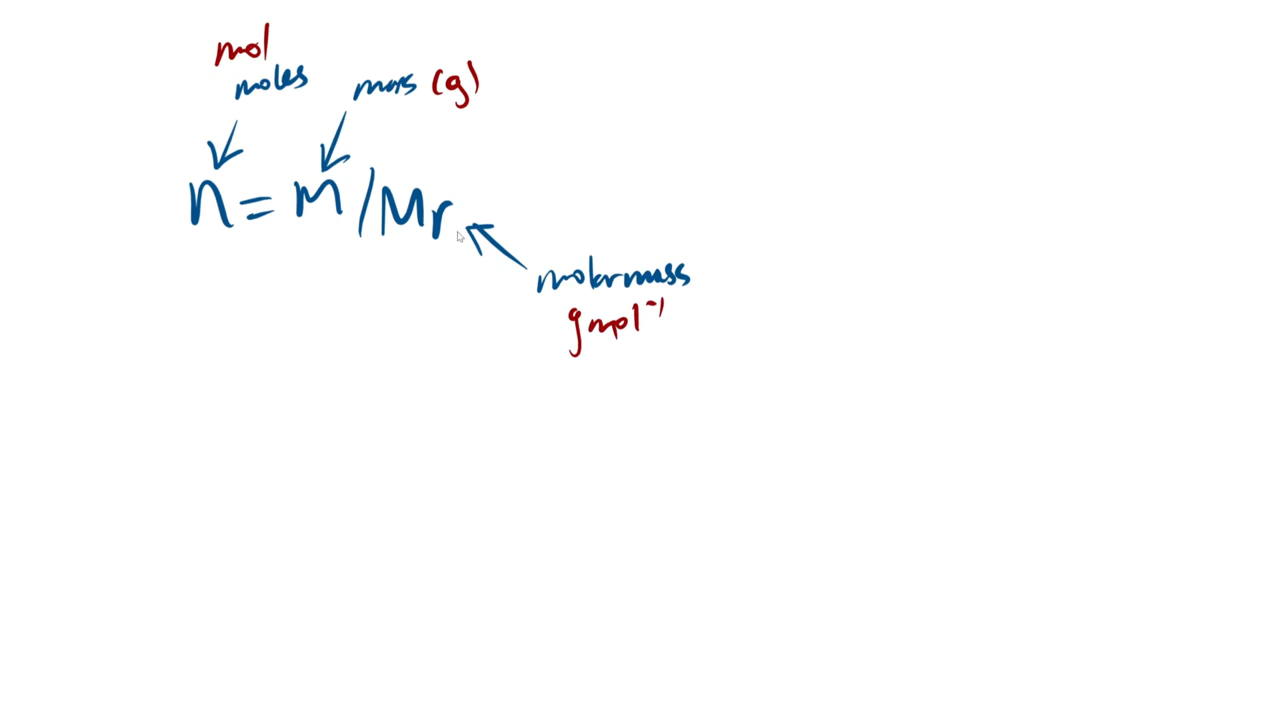 mol
moles
mass (g)
n = m / Mr
molar mass
g mol⁻¹